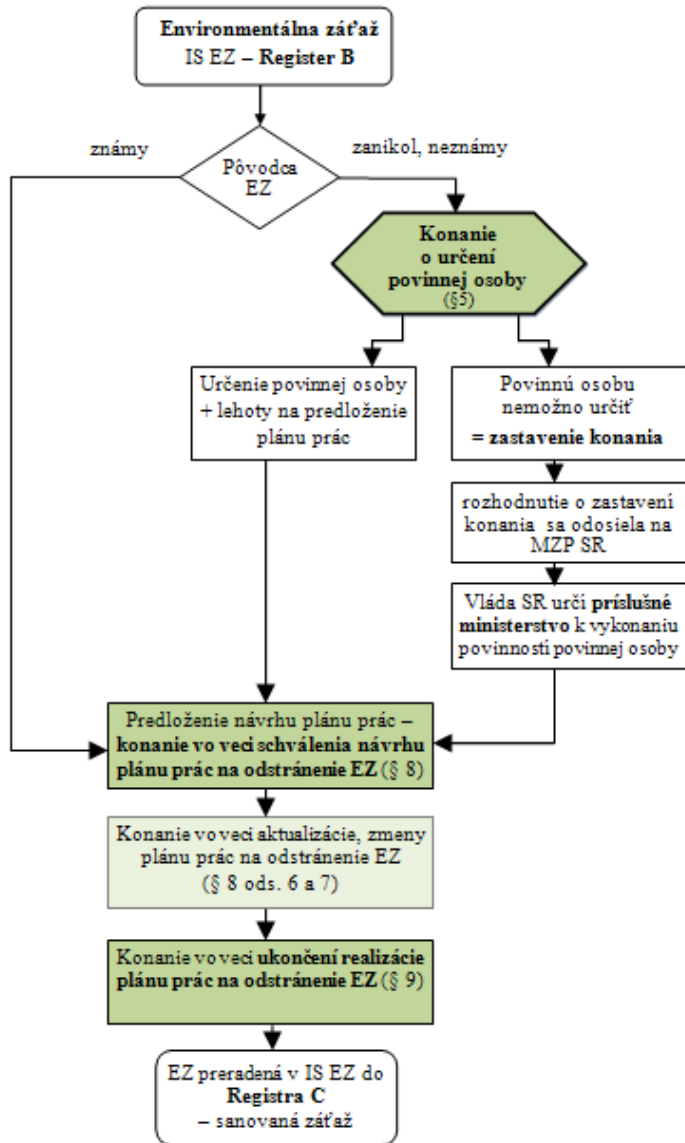 Environmentálna záťaž
IS EZ – Register B
známy
zanikol, neznámy
Pôvodca
EZ
Konanie
o určení
povinnej osoby
(§5)
Určenie povinnej osoby
+ lehoty na predloženie
plánu prác
Povinnú osobu
nemožno určiť
= zastavenie konania
rozhodnutie o zastavení
konania sa odosiela na
MZP SR
Vláda SR určí príslušné
ministerstvo k vykonaniu
povinností povinnej osoby
Predloženie návrhu plánu prác –
konanie vo veci schválenia návrhu
plánu prác na odstránenie EZ (§ 8)
Konanie vo veci aktualizácie, zmeny
plánu prác na odstránenie EZ
(§ 8 ods. 6 a 7)
Konanie vo veci ukončení realizácie
plánu prác na odstránenie EZ (§ 9)
EZ preradená v IS EZ do
Registra C
– sanovaná záťaž